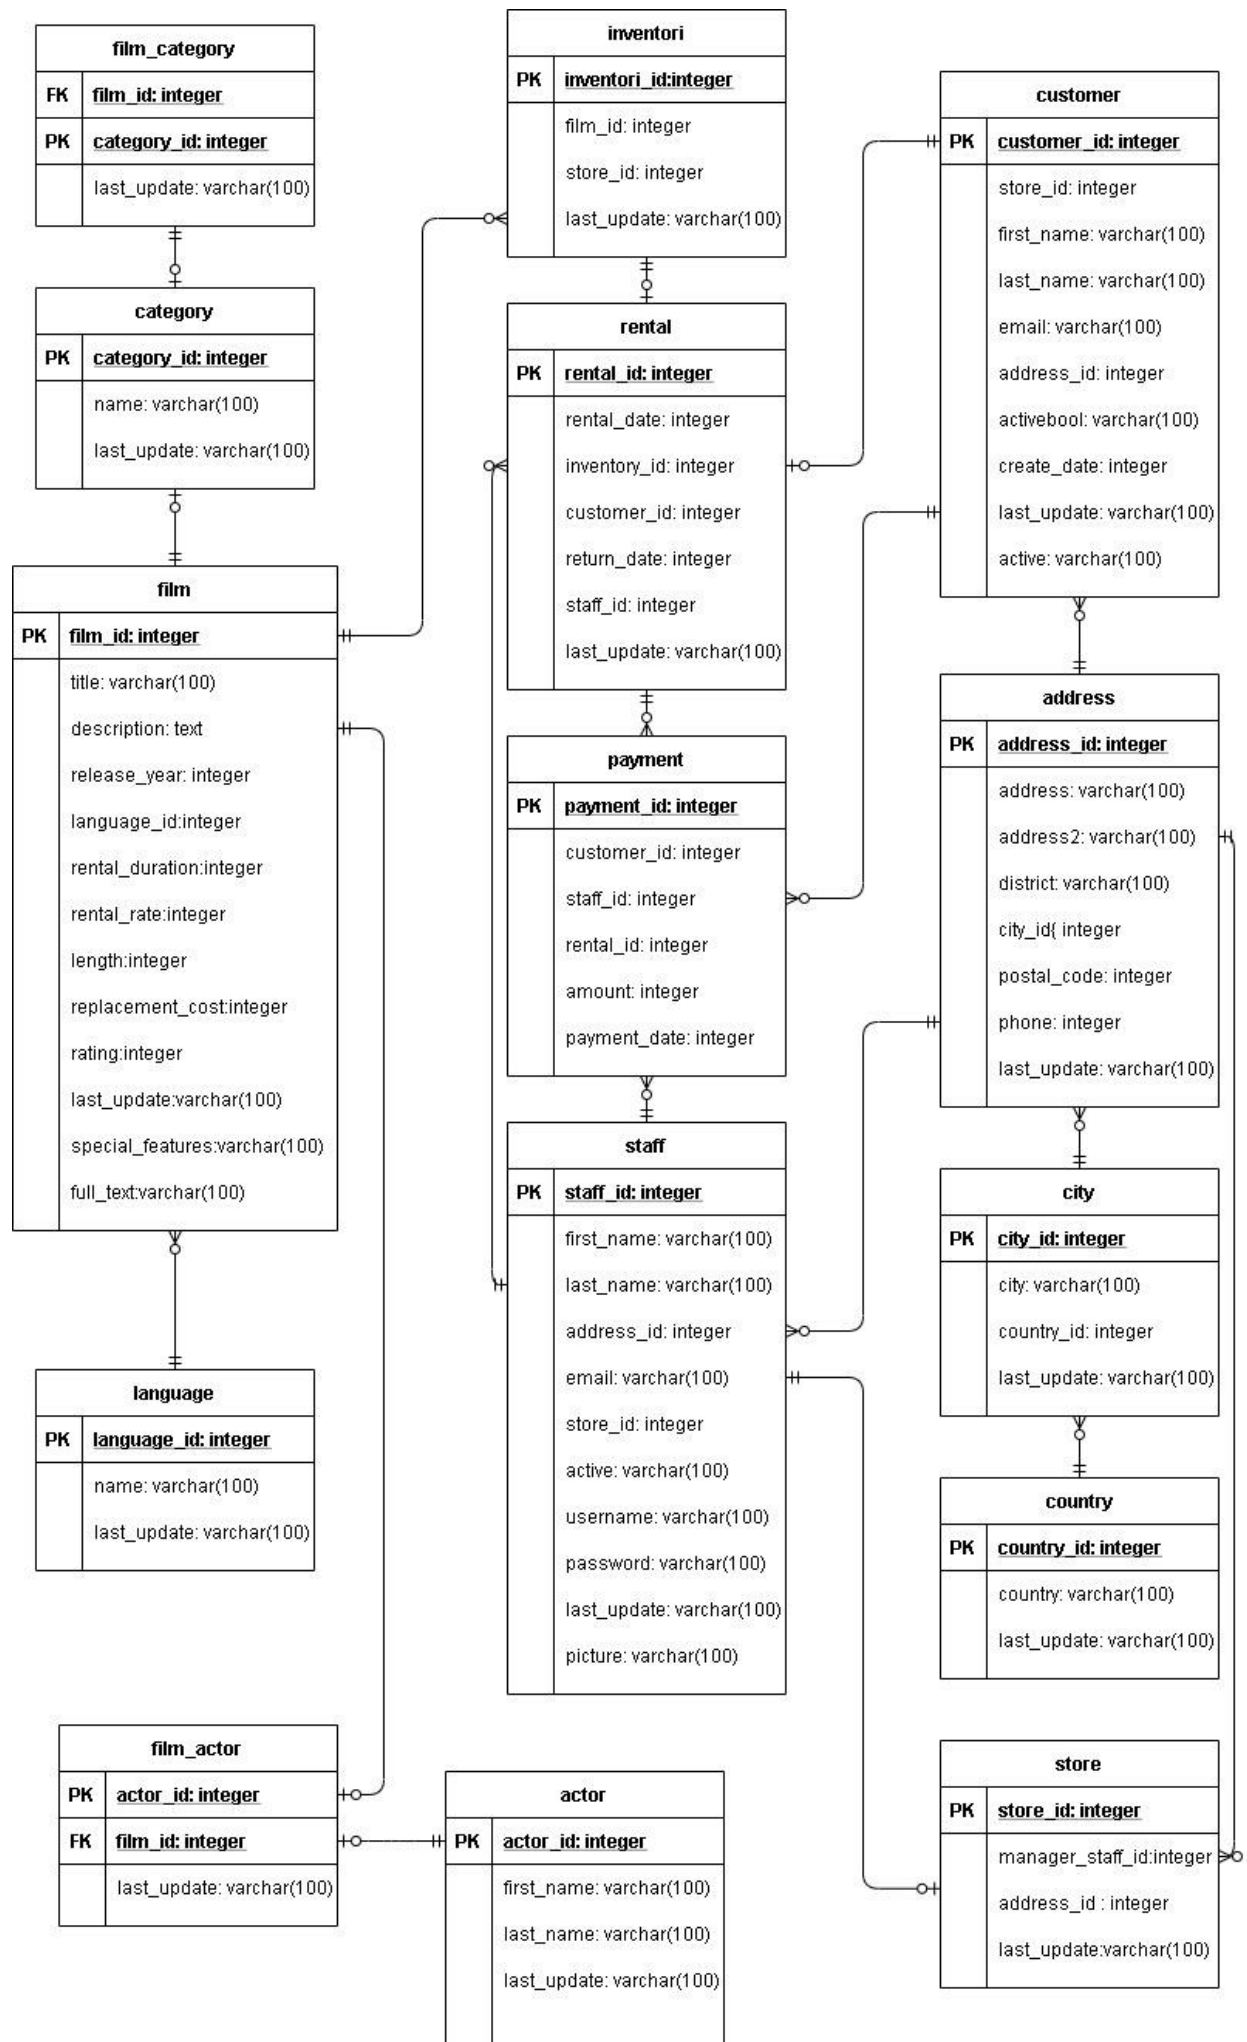 film_category
FK film_id: integer
PK category_id: integer
last_update: varchar(100)
category
PK category_id: integer
name: varchar(100)
last_update: varchar(100)
film
PK film_id: integer
title: varchar(100)
description: text
release_year: integer
language_id:integer
rental_duration:integer
rental_rate:integer
length:integer
replacement_cost:integer
rating:integer
last_update:varchar(100)
special_features:varchar(100)
full_text:varchar(100)
language
PK language_id: integer
name: varchar(100)
last_update: varchar(100)
film_actor
PK actor_id: integer
FK film_id: integer
last_update: varchar(100)
actor
PK actor_id: integer
first_name: varchar(100)
last_name: varchar(100)
last_update: varchar(100)
inventori
PK inventori_id:integer
film_id: integer
store_id: integer
last_update: varchar(100)
rental
PK rental_id: integer
rental_date: integer
inventory_id: integer
customer_id: integer
return_date: integer
staff_id: integer
last_update: varchar(100)
payment
PK payment_id: integer
customer_id: integer
staff_id: integer
rental_id: integer
amount: integer
payment_date: integer
staff
PK staff_id: integer
first_name: varchar(100)
last_name: varchar(100)
address_id: integer
email: varchar(100)
store_id: integer
active: varchar(100)
username: varchar(100)
password: varchar(100)
last_update: varchar(100)
picture: varchar(100)
customer
PK customer_id: integer
store_id: integer
first_name: varchar(100)
last_name: varchar(100)
email: varchar(100)
address_id: integer
activebool: varchar(100)
create_date: integer
last_update: varchar(100)
active: varchar(100)
address
PK address_id: integer
address: varchar(100)
address2: varchar(100)
district: varchar(100)
city_id{ integer
postal_code: integer
phone: integer
last_update: varchar(100)
city
PK city_id: integer
city: varchar(100)
country_id: integer
last_update: varchar(100)
country
PK country_id: integer
country: varchar(100)
last_update: varchar(100)
store
PK store_id: integer
manager_staff_id:integer
address_id : integer
last_update:varchar(100)